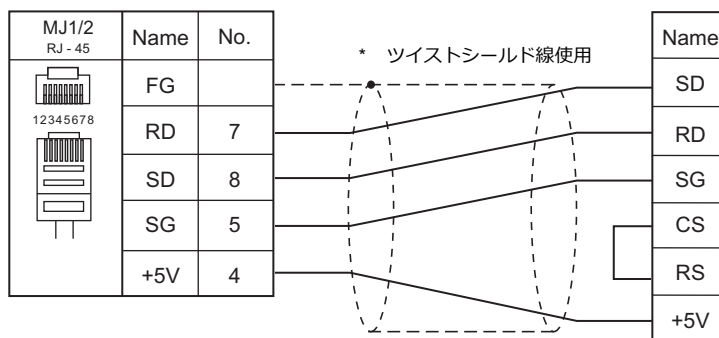 MJ1/2 Name No.
RJ - 45
* ツイストシールド線使用
Name
FG
SD
12345678
RD 7
RD
SD 8
SG
SG 5
CS
+5V 4
RS
+5V